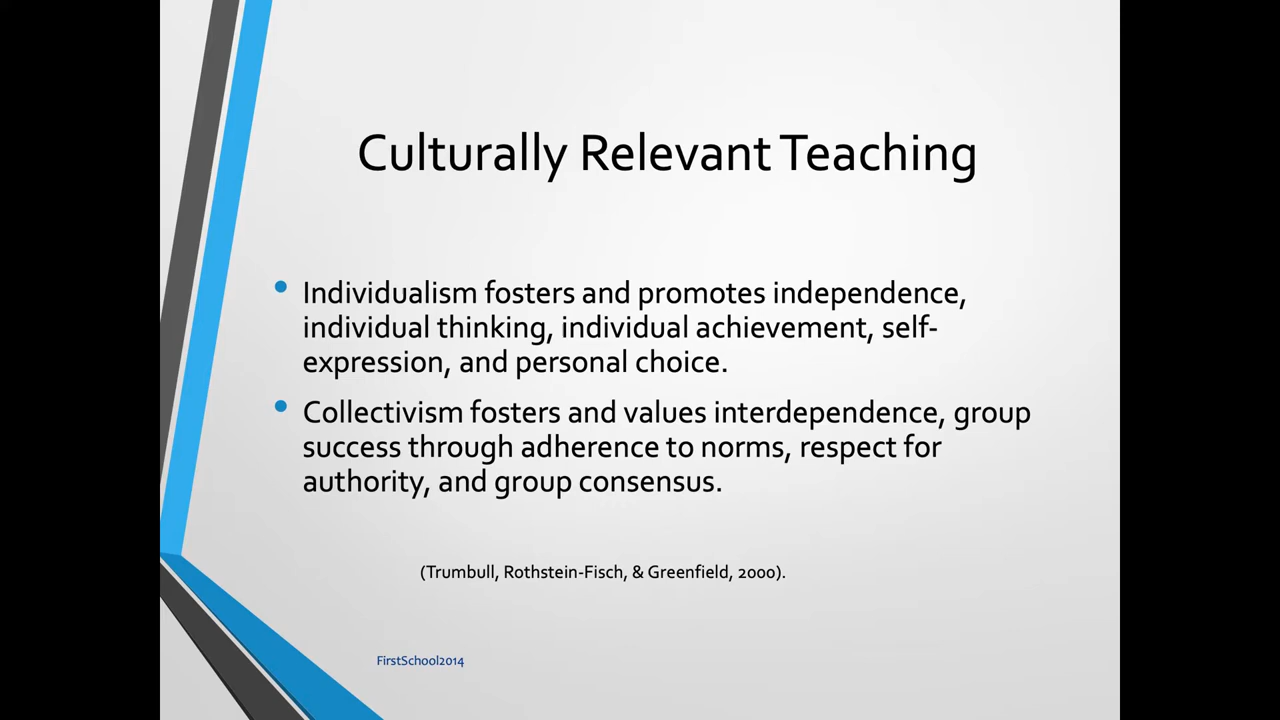 Culturally Relevant Teaching
• Individualism fosters and promotes independence,
individual thinking, individual achievement, self-
expression, and personal choice.
• Collectivism fosters and values interdependence, group
success through adherence to norms, respect for
authority, and group consensus.
(Trumbull, Rothstein-Fisch, & Greenfield, 2000).
FirstSchool2014